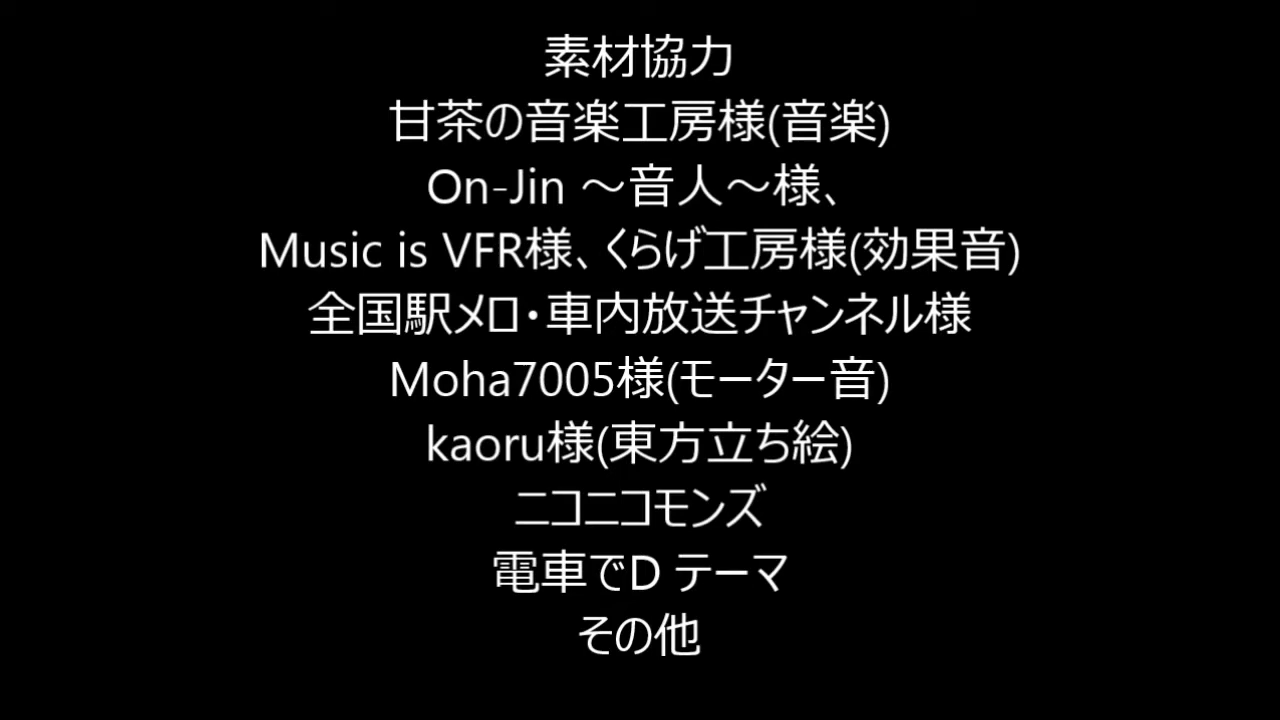 素材協力
甘茶の音楽工房様(音楽)
On-Jin ～音人～様、
Music is VFR様、くらげ工房様(効果音)
全国駅メロ・車内放送チャンネル様
Moha7005様(モーター音)
kaoru様(東方立ち絵)
ニコニコモンズ
電車でD テーマ
その他